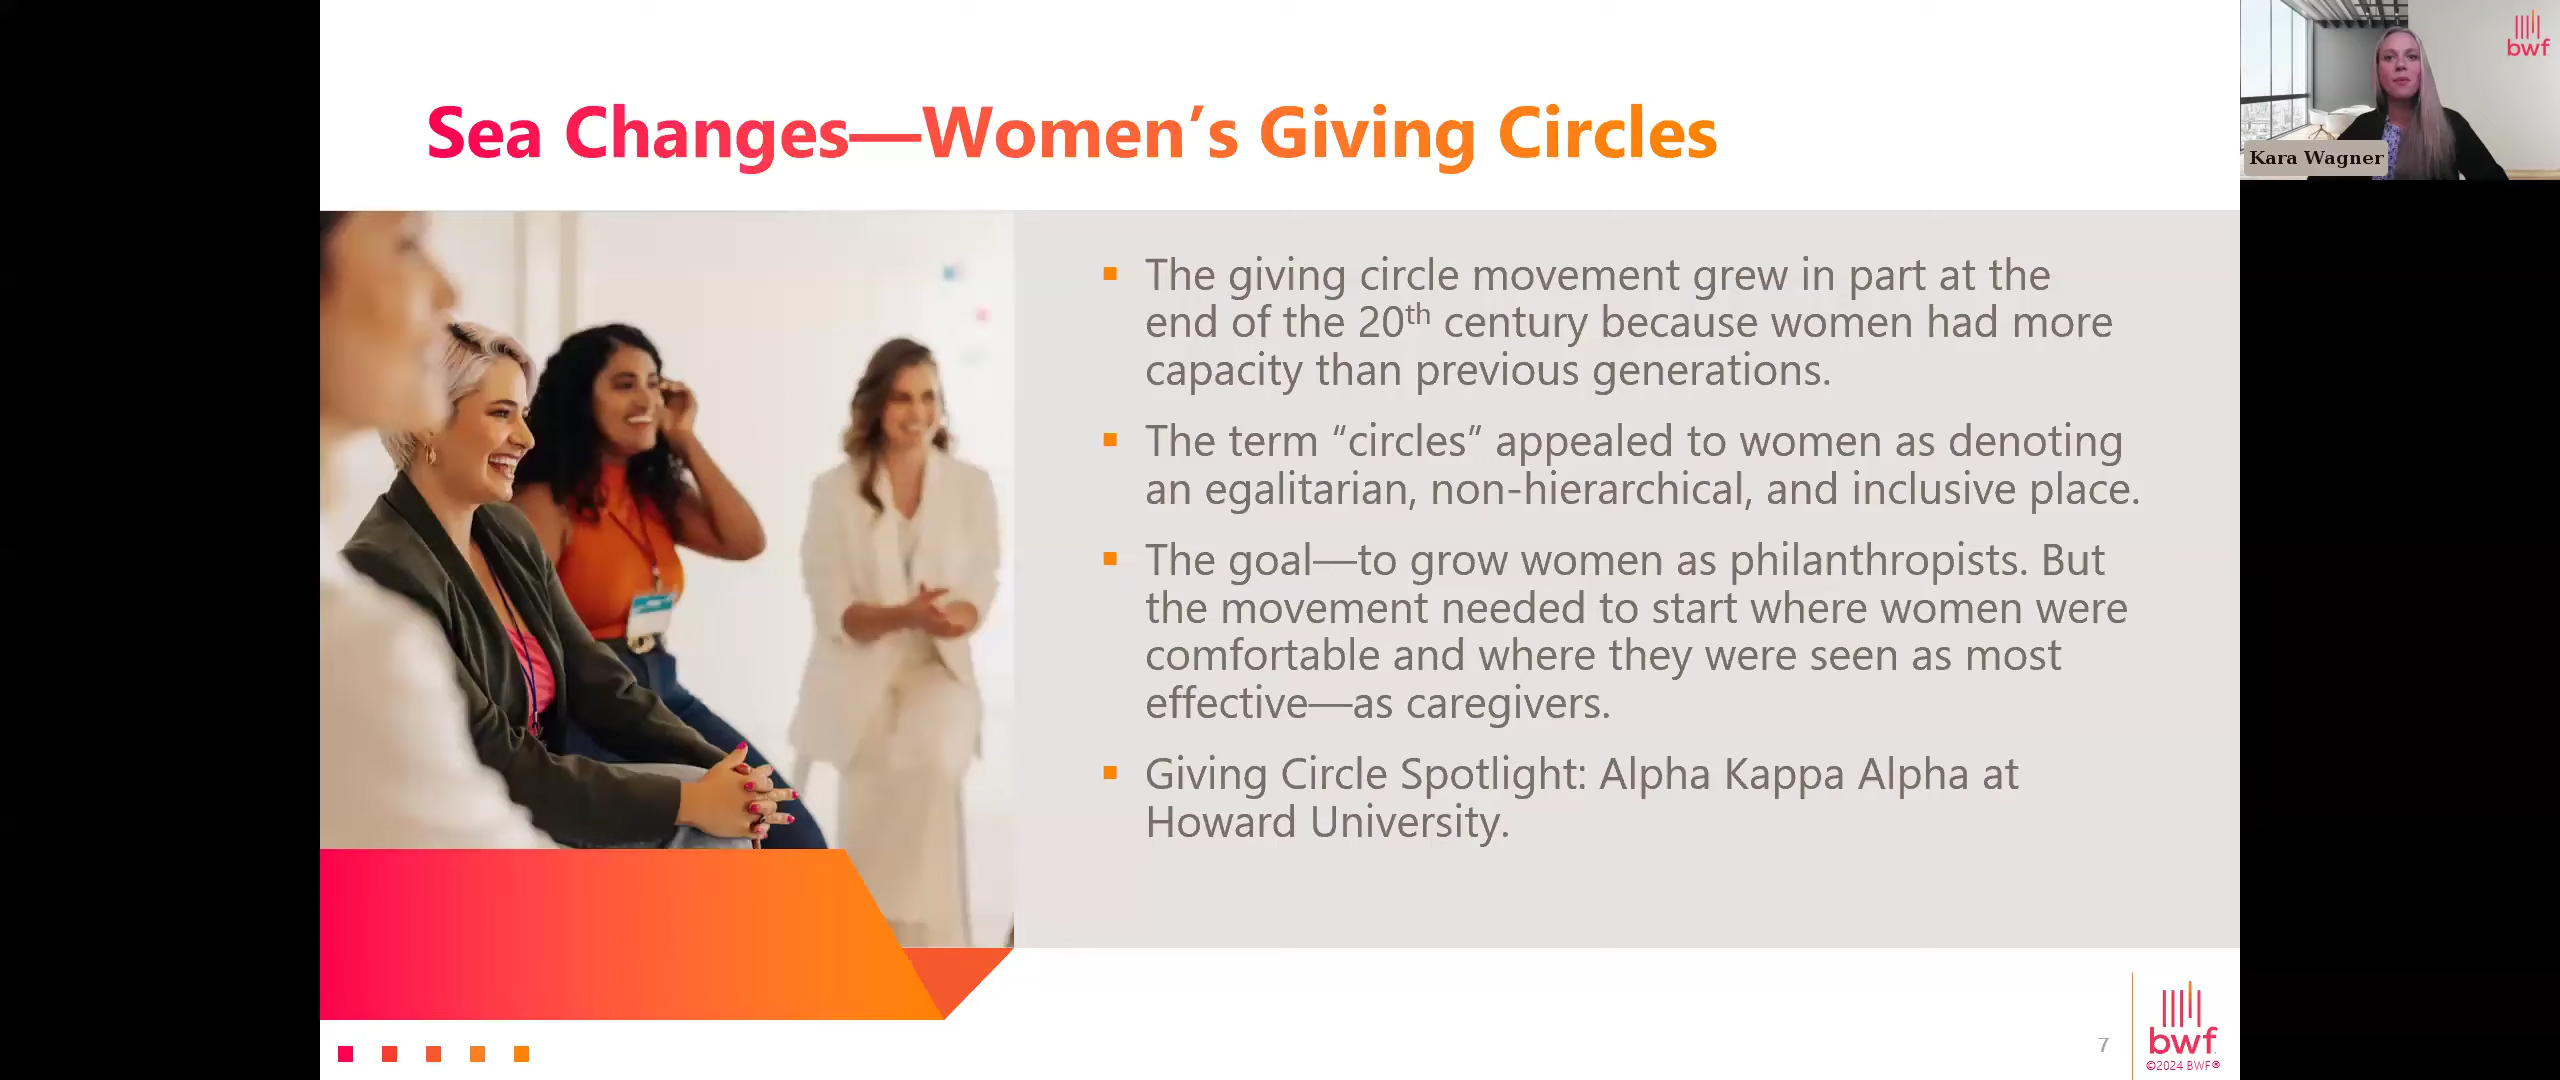 Sea Changes—Women’s Giving Circles
bwf
Kara Wagner
▪ The giving circle movement grew in part at the
end of the 20th century because women had more
capacity than previous generations.
▪ The term “circles” appealed to women as denoting
an egalitarian, non-hierarchical, and inclusive place.
▪ The goal—to grow women as philanthropists. But
the movement needed to start where women were
comfortable and where they were seen as most
effective—as caregivers.
▪ Giving Circle Spotlight: Alpha Kappa Alpha at
Howard University.
7
bwf
©2024 BWF®